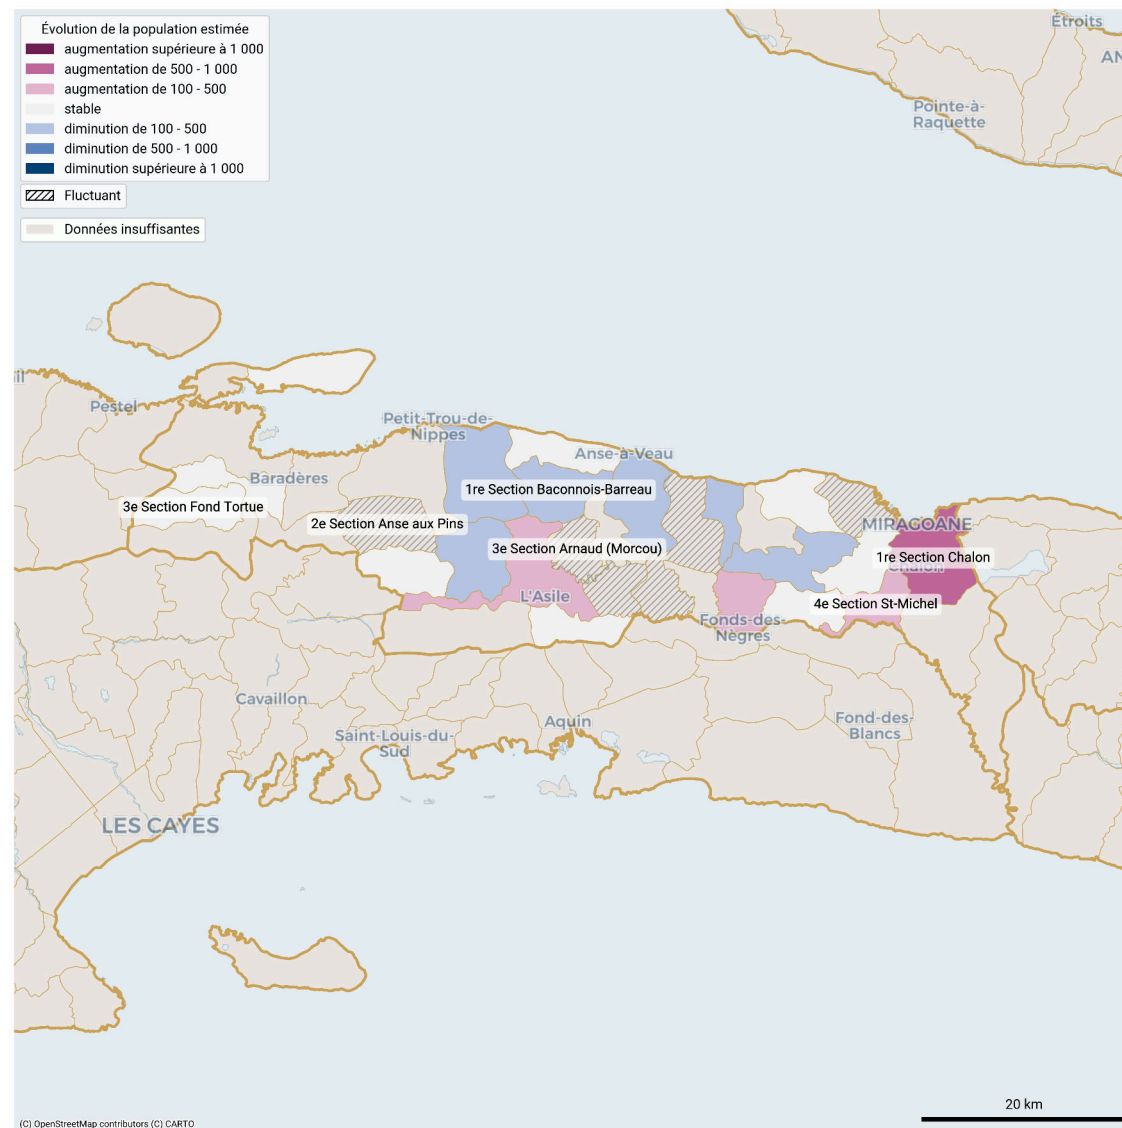 Évolution de la population estimée
augmentation supérieure à 1 000
augmentation de 500 - 1 000
augmentation de 100 - 500
stable
diminution de 100 - 500
diminution de 500 - 1 000
diminution supérieure à 1 000
Fluctuant
Données insuffisantes
Étroits
AN
Pointe-à-
Raquette
il
Pestel
Petit-Trou-de-
Nippes
Anse-à-Veau
Baradères
1re Section Baconnois-Barreau
3e Section Fond Tortue
2e Section Anse aux Pins
MIRAGOANE
3e Section Arnaud (Morcou)
1re Section Chalon
Chalon
L'Asile
4e Section St-Michel
Fonds-des-
Nègres
Cavaillon
Saint-Louis-du-
Sud
Aquin
Fond-des-
Blancs
LES CAYES
20 km
(C) OpenStreetMap contributors (C) CARTO